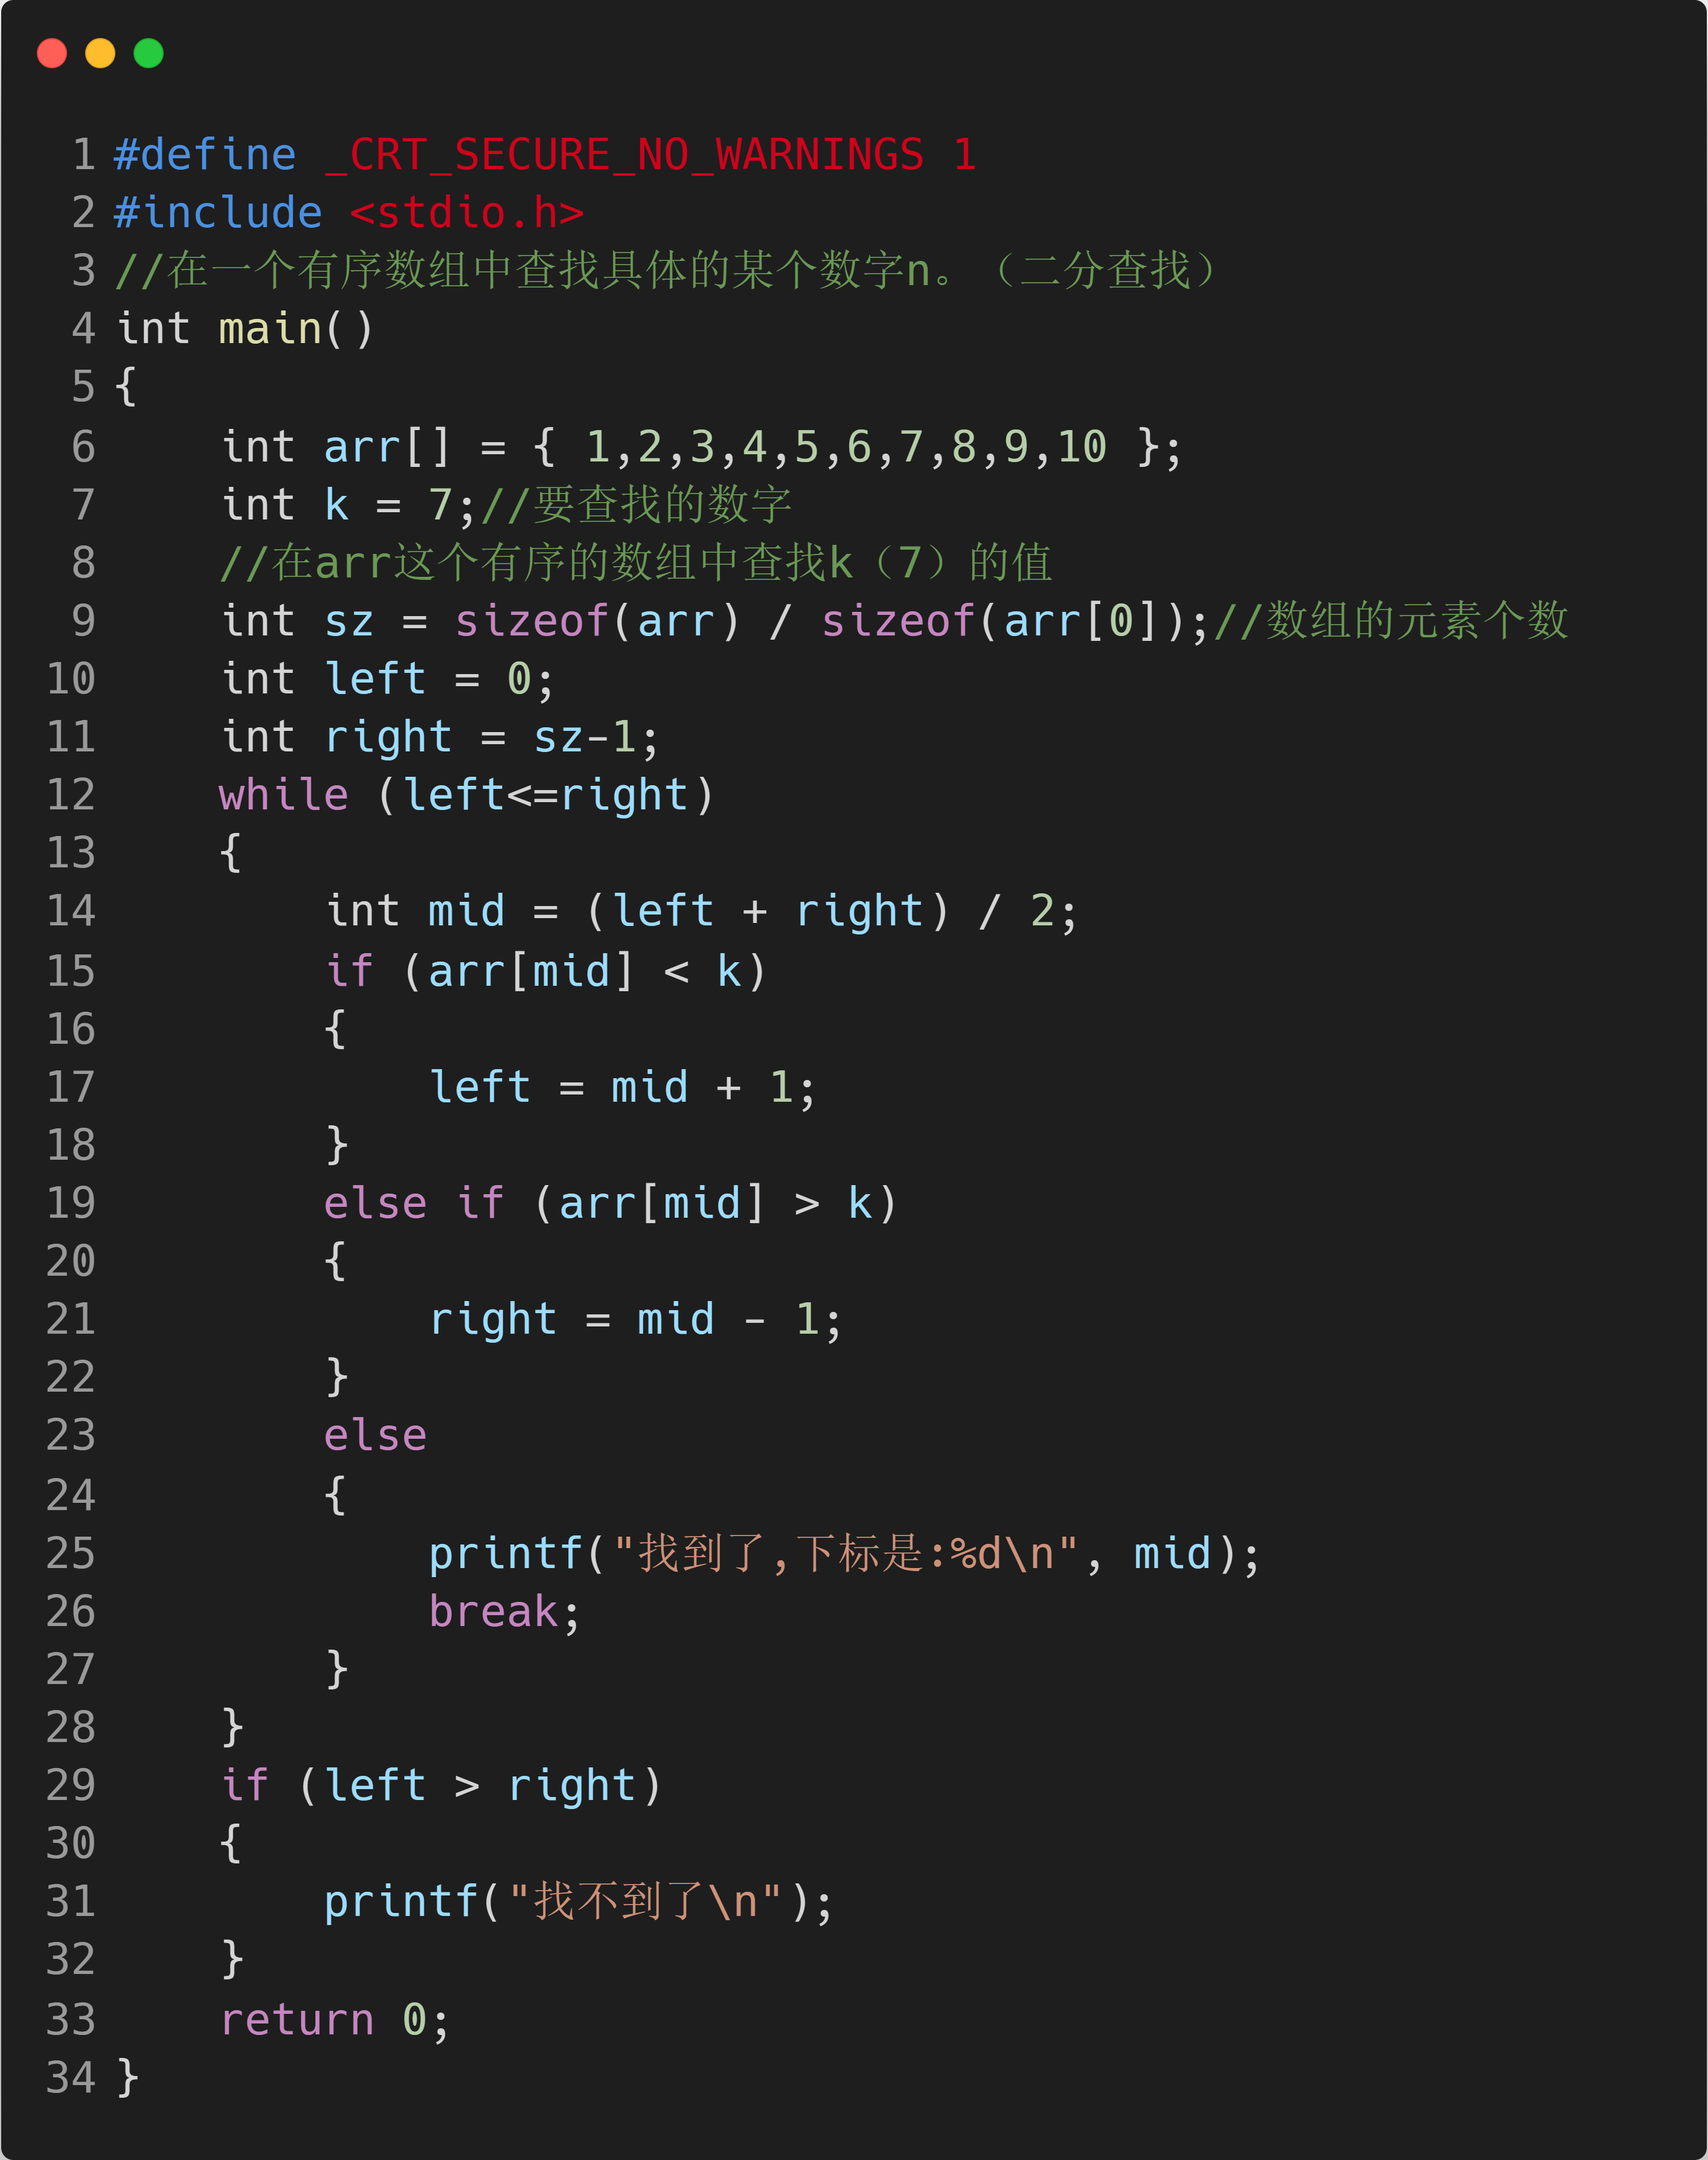 1 #define _CRT_SECURE_NO_WARNINGS 1
2 #include <stdio.h>
3 //在一个有序数组中查找具体的某个数字n。（二分查找）
4 int main()
5 {
6     int arr[] = { 1,2,3,4,5,6,7,8,9,10 };
7     int k = 7;//要查找的数字
8     //在arr这个有序的数组中查找k（7）的值
9     int sz = sizeof(arr) / sizeof(arr[0]);//数组的元素个数
10     int left = 0;
11     int right = sz-1;
12     while (left<=right)
13     {
14         int mid = (left + right) / 2;
15         if (arr[mid] < k)
16         {
17             left = mid + 1;
18         }
19         else if (arr[mid] > k)
20         {
21             right = mid - 1;
22         }
23         else
24         {
25             printf("找到了,下标是:%d\n", mid);
26             break;
27         }
28     }
29     if (left > right)
30     {
31         printf("找不到了\n");
32     }
33     return 0;
34 }